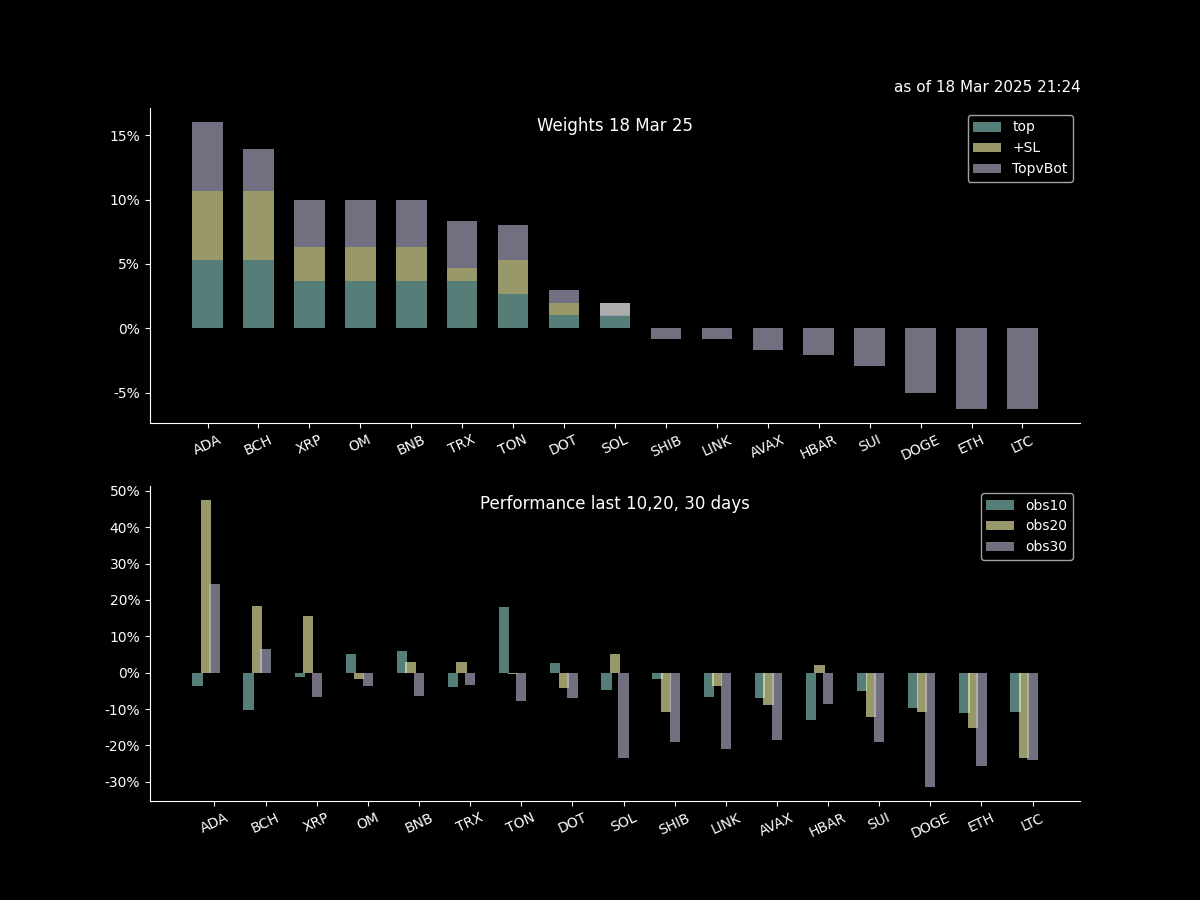 as of 18 Mar 2025 21:24
Weights 18 Mar 25
top
+SL
TopvBot
15%
10%
5%
0%
-5%
ADA BCH XRP OM BNB TRX TON DOT SOL SHIB LINK AVAX HBAR SUI DOGE ETH LTC
Performance last 10,20, 30 days
obs10
obs20
obs30
50%
40%
30%
20%
10%
0%
-10%
-20%
-30%
ADA BCH XRP OM BNB TRX TON DOT SOL SHIB LINK AVAX HBAR SUI DOGE ETH LTC